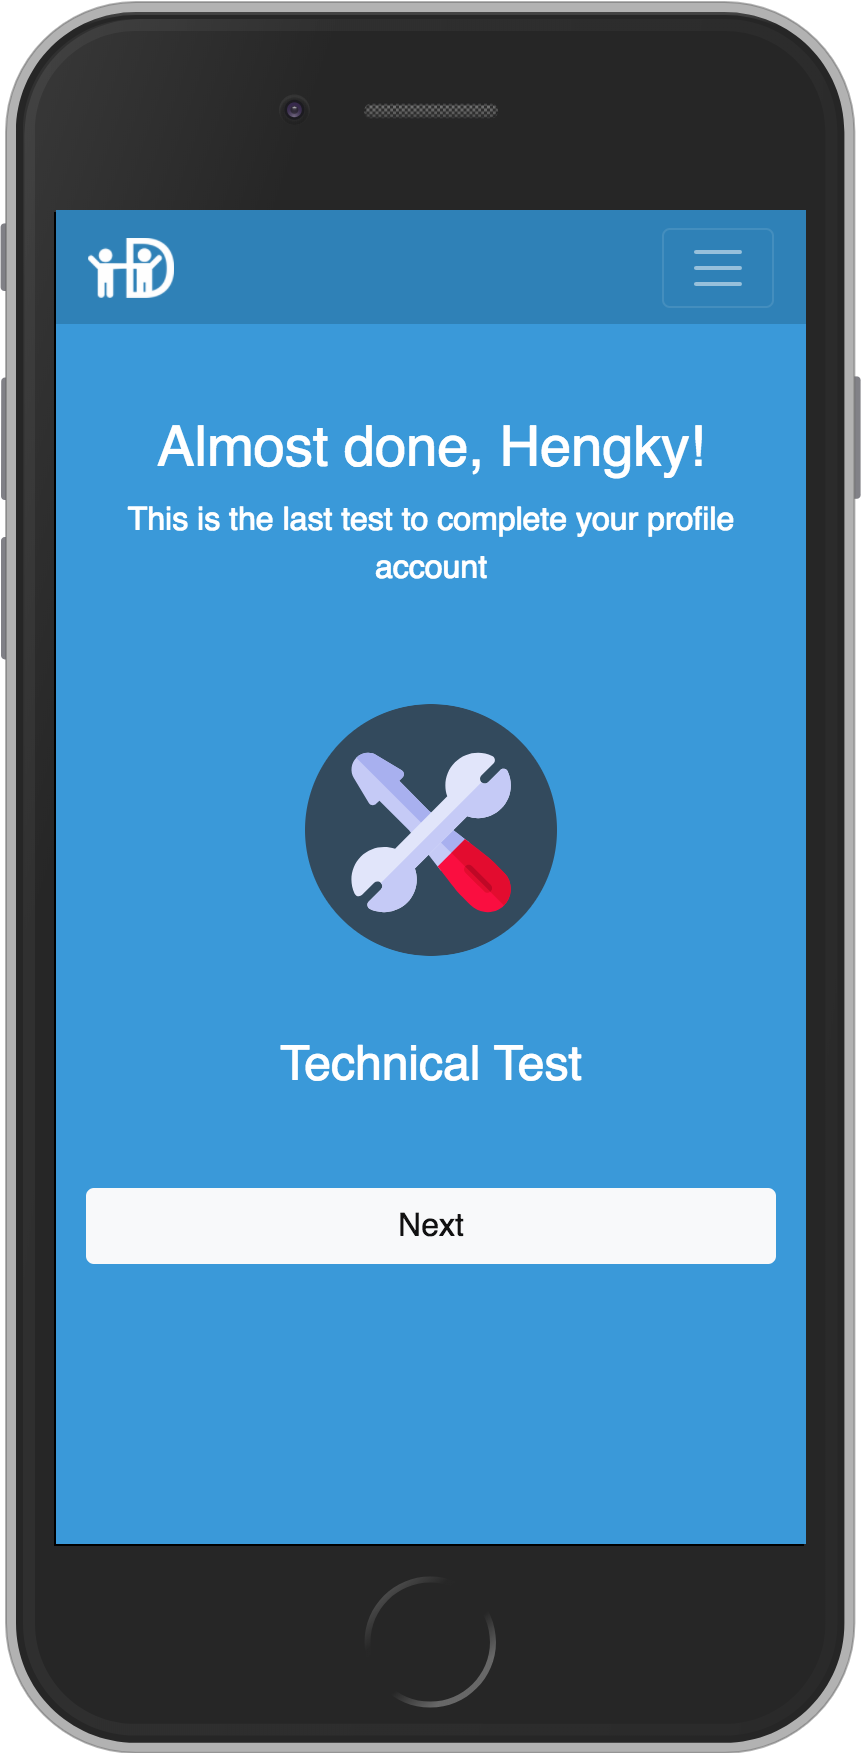 Almost done, Hengky!
This is the last test to complete your profile
account
Technical Test
Next